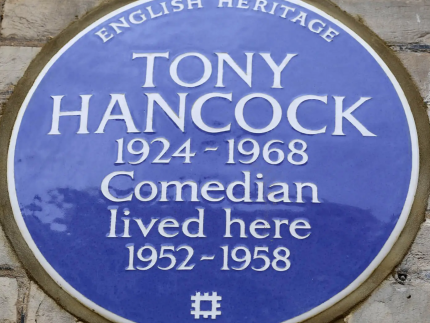 ENGLISH HERITAGE
TONY
HANCOCK
1924-1968
Comedian
lived here
1952-1958